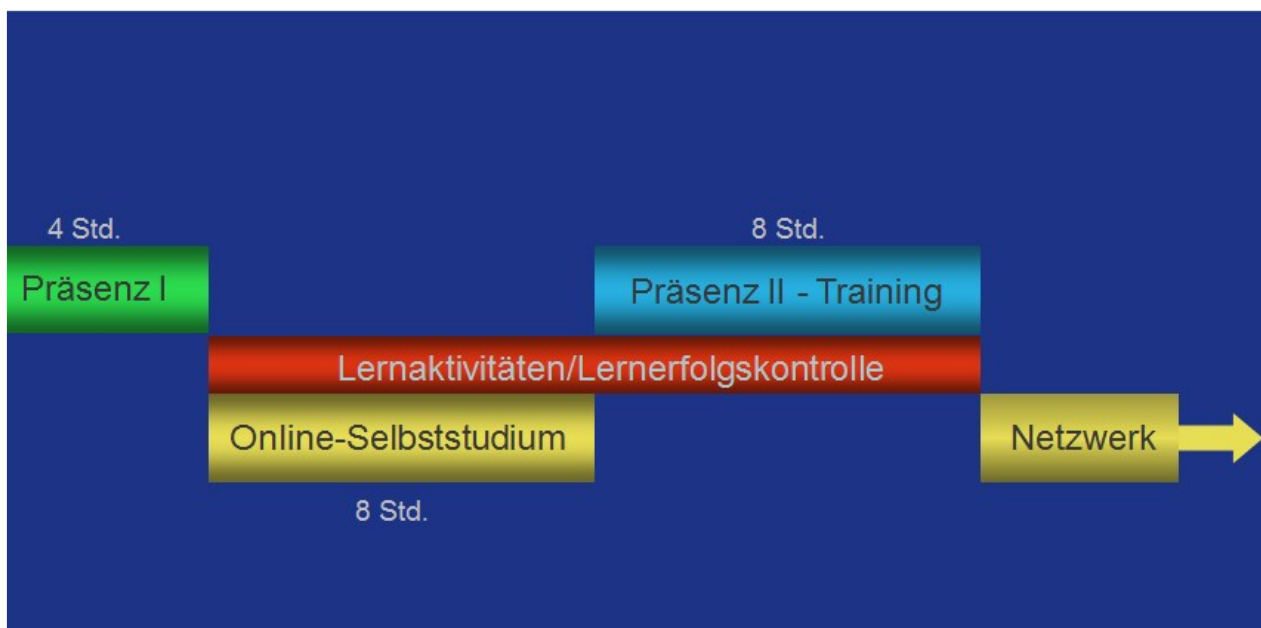 4 Std.
8 Std.
Präsenz I
Präsenz II - Training
Lernaktivitäten/Lernerfolgskontrolle
Online-Selbststudium
Netzwerk
8 Std.